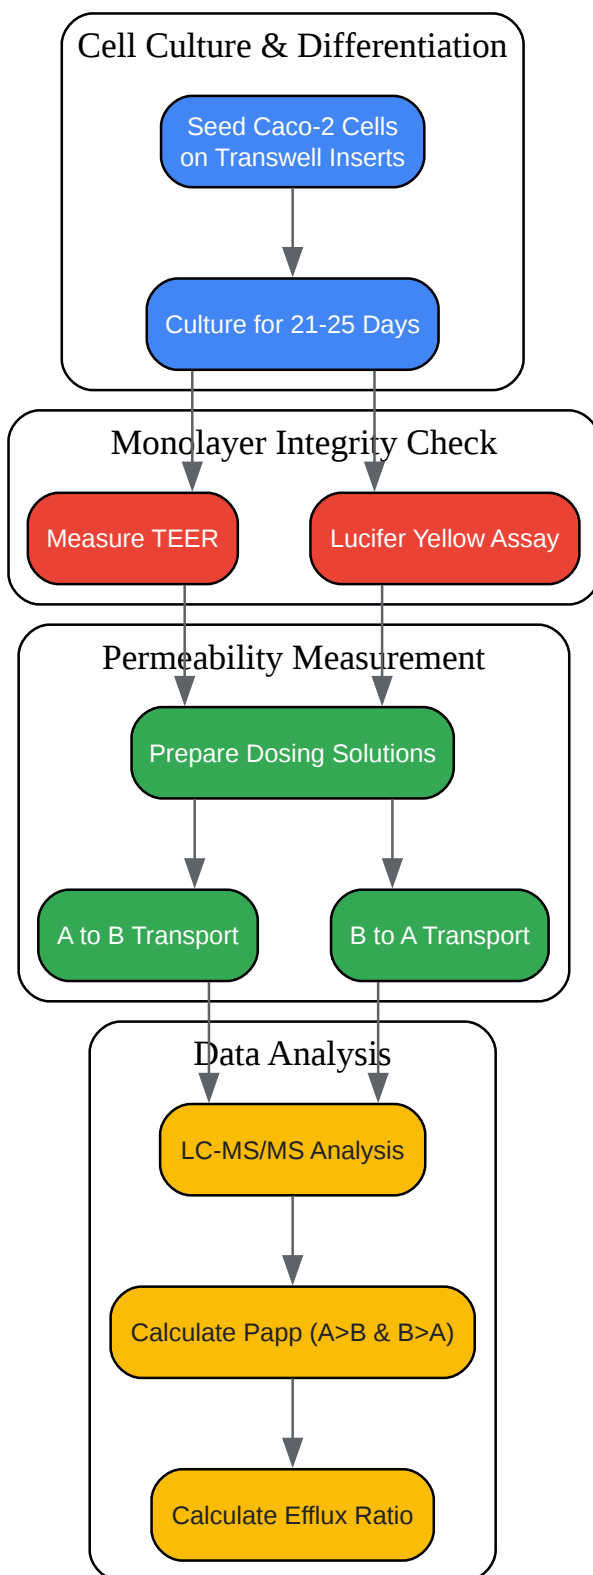 Cell Culture & Differentiation
Seed Caco-2 Cells
on Transwell Inserts
Culture for 21-25 Days
Monolayer Integrity Check
Measure TEER
Lucifer Yellow Assay
Permeability Measurement
Prepare Dosing Solutions
A to B Transport
B to A Transport
Data Analysis
LC-MS/MS Analysis
Calculate Papp (A>B & B>A)
Calculate Efflux Ratio